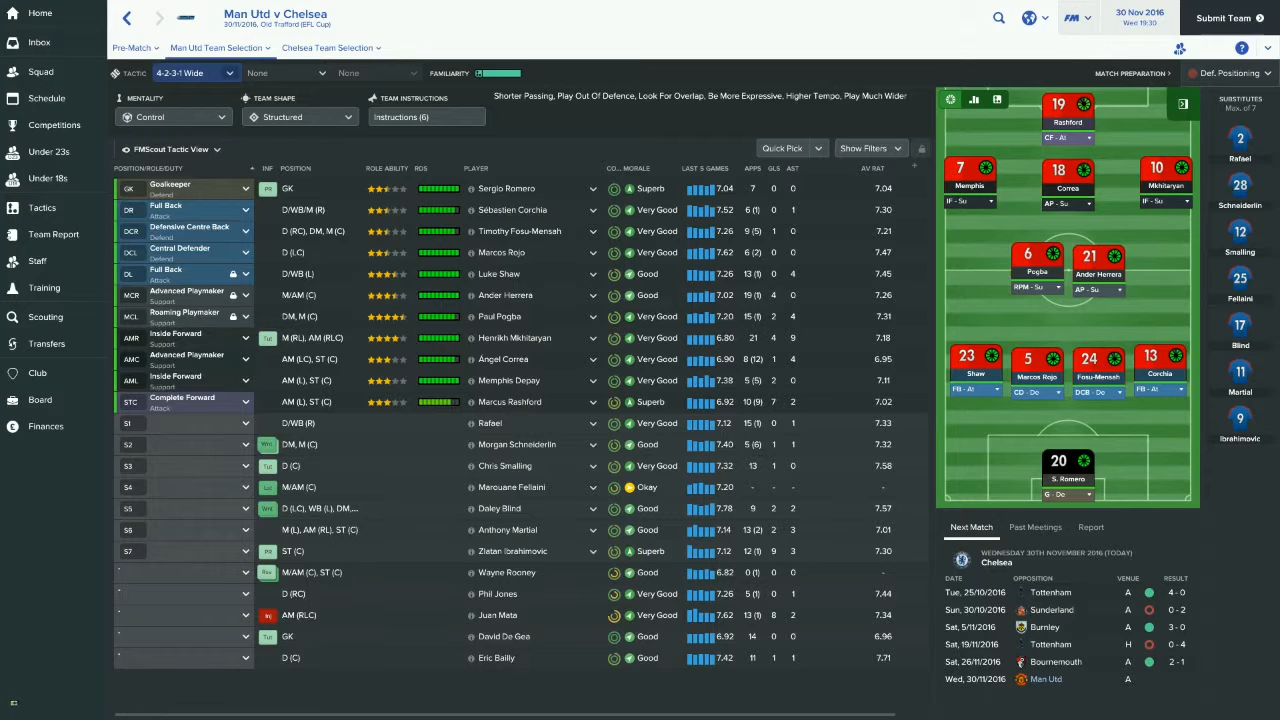 Home
Inbox
Squad
Schedule
Competitions
Under 23s
Under 18s
Tactics
Team Report
Staff
Training
Scouting
Transfers
Club
Board
Finances
Man Utd v Chelsea
30/11/2016, Old Trafford (EFL Cup)
FM
30 Nov 2016
Wed 19:30
Submit Team
Pre-Match
Man Utd Team Selection
Chelsea Team Selection
?
TACTIC
4-2-3-1 Wide
None
None
FAMILIARITY
MATCH PREPARATION >
Def. Positioning
MENTALITY
TEAM SHAPE
TEAM INSTRUCTIONS
Shorter Passing, Play Out Of Defence, Look For Overlap, Be More Expressive, Higher Tempo, Play Much Wider
Control
Structured
Instructions (6)
FMScout Tactic View
Quick Pick
Show Filters
POSITION/ROLE/DUTY INF POSITION ROLE ABILITY RDS PLAYER CO... MORALE LAST 5 GAMES APPS GLS AST AV RAT
GK Goalkeeper Defend PR GK Sergio Romero Superb 7.04 7 0 0 7.04
DR Full Back Attack D/WB/M (R) Sébastien Corchia Very Good 7.52 6 (1) 0 1 7.30
DCR Defensive Centre Back Defend D (RC), DM, M (C) Timothy Fosu-Mensah Very Good 7.26 9 (5) 1 0 7.21
DCL Central Defender Defend D (LC) Marcos Rojo Very Good 7.62 6 (2) 0 0 7.47
DL Full Back Attack D/WB (L) Luke Shaw Good 7.26 13 (1) 0 4 7.45
MCR Advanced Playmaker Support M/AM (C) Ander Herrera Good 7.02 19 (1) 4 0 7.26
MCL Roaming Playmaker Support DM, M (C) Paul Pogba Very Good 7.20 15 (1) 2 4 7.31
AMR Inside Forward Support Tut M (RL), AM (RLC) Henrikh Mkhitaryan Very Good 6.80 21 4 9 7.18
AMC Advanced Playmaker Support AM (LC), ST (C) Ángel Correa Very Good 6.90 8 (12) 1 4 6.95
AML Inside Forward Support AM (L), ST (C) Memphis Depay Very Good 7.38 5 (5) 2 0 7.11
STC Complete Forward Attack AM (L), ST (C) Marcus Rashford Superb 6.92 10 (9) 7 2 7.02
S1 D/WB (R) Rafael Very Good 7.12 15 (1) 0 1 7.33
S2 Wnt DM, M (C) Morgan Schneiderlin Good 7.40 5 (6) 1 1 7.32
S3 Tut D (C) Chris Smalling Very Good 7.32 13 1 0 7.58
S4 M/AM (C) Marouane Fellaini Okay 7.20 - - - -
S5 Wnt D (LC), WB (L), DM,... Daley Blind Good 7.78 9 2 2 7.57
S6 M (L), AM (RL), ST (C) Anthony Martial Good 7.14 13 (2) 2 3 7.01
S7 PR ST (C) Zlatan Ibrahimovic Superb 7.12 12 (1) 9 3 7.30
- M/AM (C), ST (C) Wayne Rooney Good 6.82 0 (1) 0 0 -
- D (RC) Phil Jones Good 7.26 5 (1) 0 1 7.44
- Inj AM (RLC) Juan Mata Very Good 7.62 13 (1) 8 2 7.34
- Tut GK David De Gea Good 6.92 14 0 0 6.96
- D (C) Eric Bailly Good 7.42 11 1 1 7.71
19
Rashford
CF - At
7
Memphis
IF - Su
18
Correa
AP - Su
10
Mkhitaryan
IF - Su
6
Pogba
RPM - Su
21
Ander Herrera
AP - Su
23
Shaw
FB - At
5
Marcos Rojo
CD - De
24
Fosu-Mensah
DCB - De
13
Corchia
FB - At
20
S. Romero
G - De
SUBSTITUTES
Max. of 7
2
Rafael
28
Schneiderlin
12
Smalling
25
Fellaini
17
Blind
11
Martial
9
Ibrahimovic
Next Match Past Meetings Report
WEDNESDAY 30TH NOVEMBER 2016 (TODAY)
Chelsea
DATE OPPOSITION VENUE RESULT
Tue, 25/10/2016 Tottenham A 4 - 0
Sun, 30/10/2016 Sunderland A 0 - 2
Sat, 5/11/2016 Burnley A 3 - 0
Sat, 19/11/2016 Tottenham H 0 - 4
Sat, 26/11/2016 Bournemouth A 2 - 1
Wed, 30/11/2016 Man Utd A